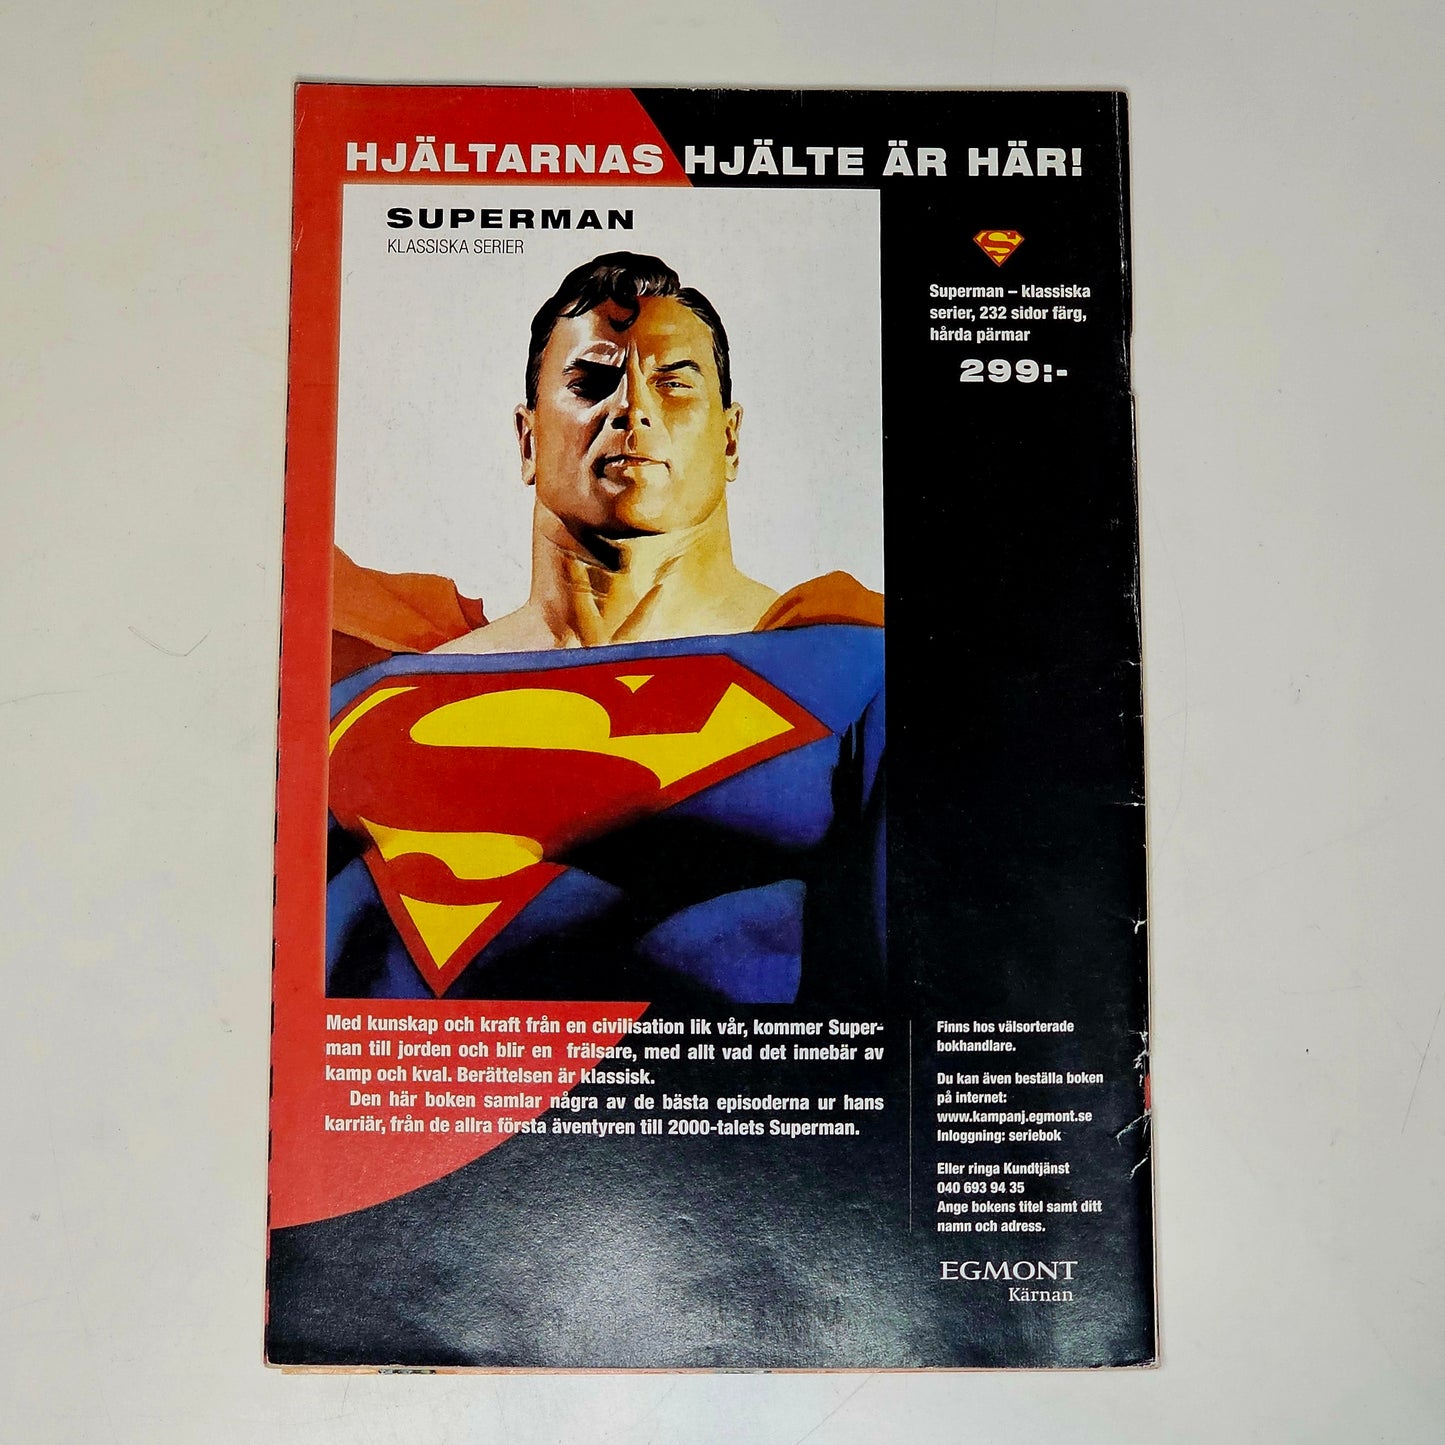 HJÄLTARNAS HJÄLTE ÄR HÄR!
SUPERMAN
KLASSISKA SERIER
Superman – klassiska
serier, 232 sidor färg,
hårda pärmar
299:-
Med kunskap och kraft från en civilisation lik vår, kommer Super-
man till jorden och blir en frälsare, med allt vad det innebär av
kamp och kval. Berättelsen är klassisk.
Den här boken samlar några av de bästa episoderna ur hans
karriär, från de allra första äventyren till 2000-talets Superman.
Finns hos välsorterade
bokhandlare.
Du kan även beställa boken
på internet:
www.kampanj.egmont.se
Inloggning: seriebok
Eller ringa Kundtjänst
040 693 94 35
Ange bokens titel samt ditt
namn och adress.
EGMONT
Kärnan